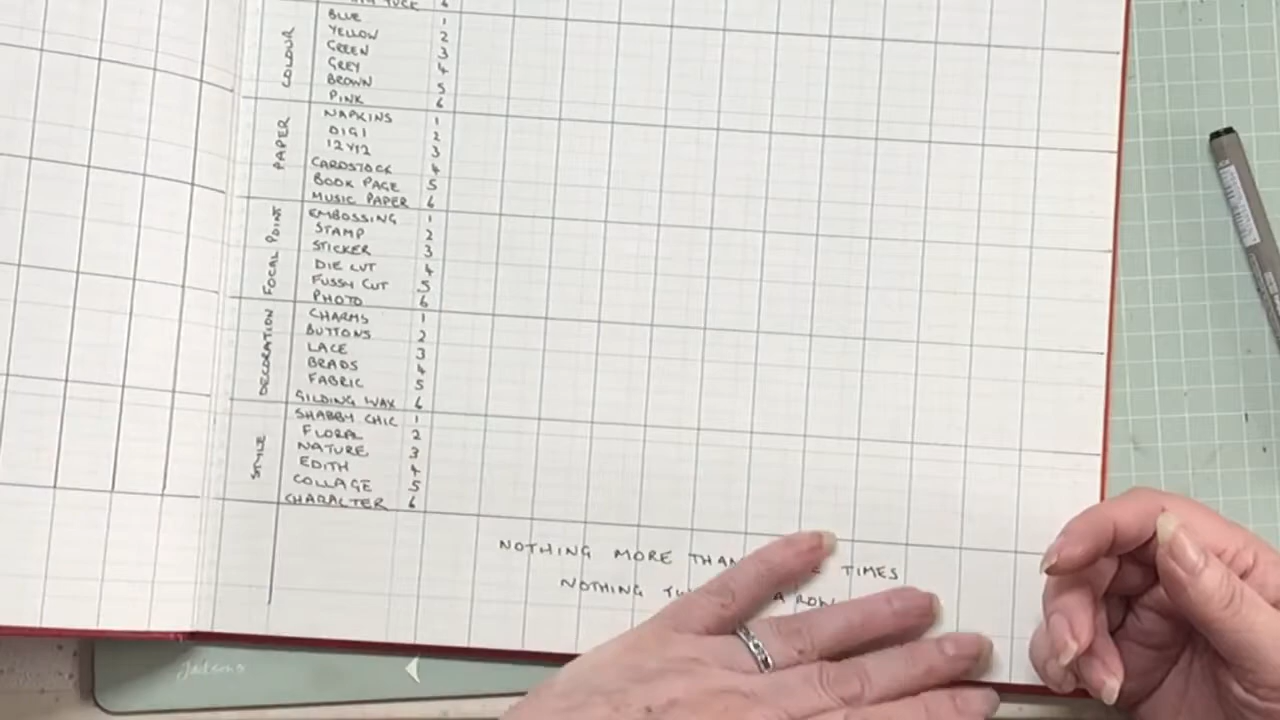 BLUE 1
YELLOW 2
GREEN 3
GREY 4
BROWN 5
PINK 6
COLOUR
NAPKINS 1
DIGI 2
12x12 3
CARDSTOCK 4
BOOK PAGE 5
MUSIC PAPER 6
PAPER
EMBOSSING 1
STAMP 2
STICKER 3
DIE CUT 4
FUSSY CUT 5
PHOTO 6
FOCAL POINT
CHARMS 1
BUTTONS 2
LACE 3
BRADS 4
FABRIC 5
GILDING WAX 6
DECORATION
SHABBY CHIC 1
FLORAL 2
NATURE 3
EDITH 4
COLLAGE 5
CHARACTER 6
STYLE
NOTHING MORE THAN TIMES
NOTHING A ROW